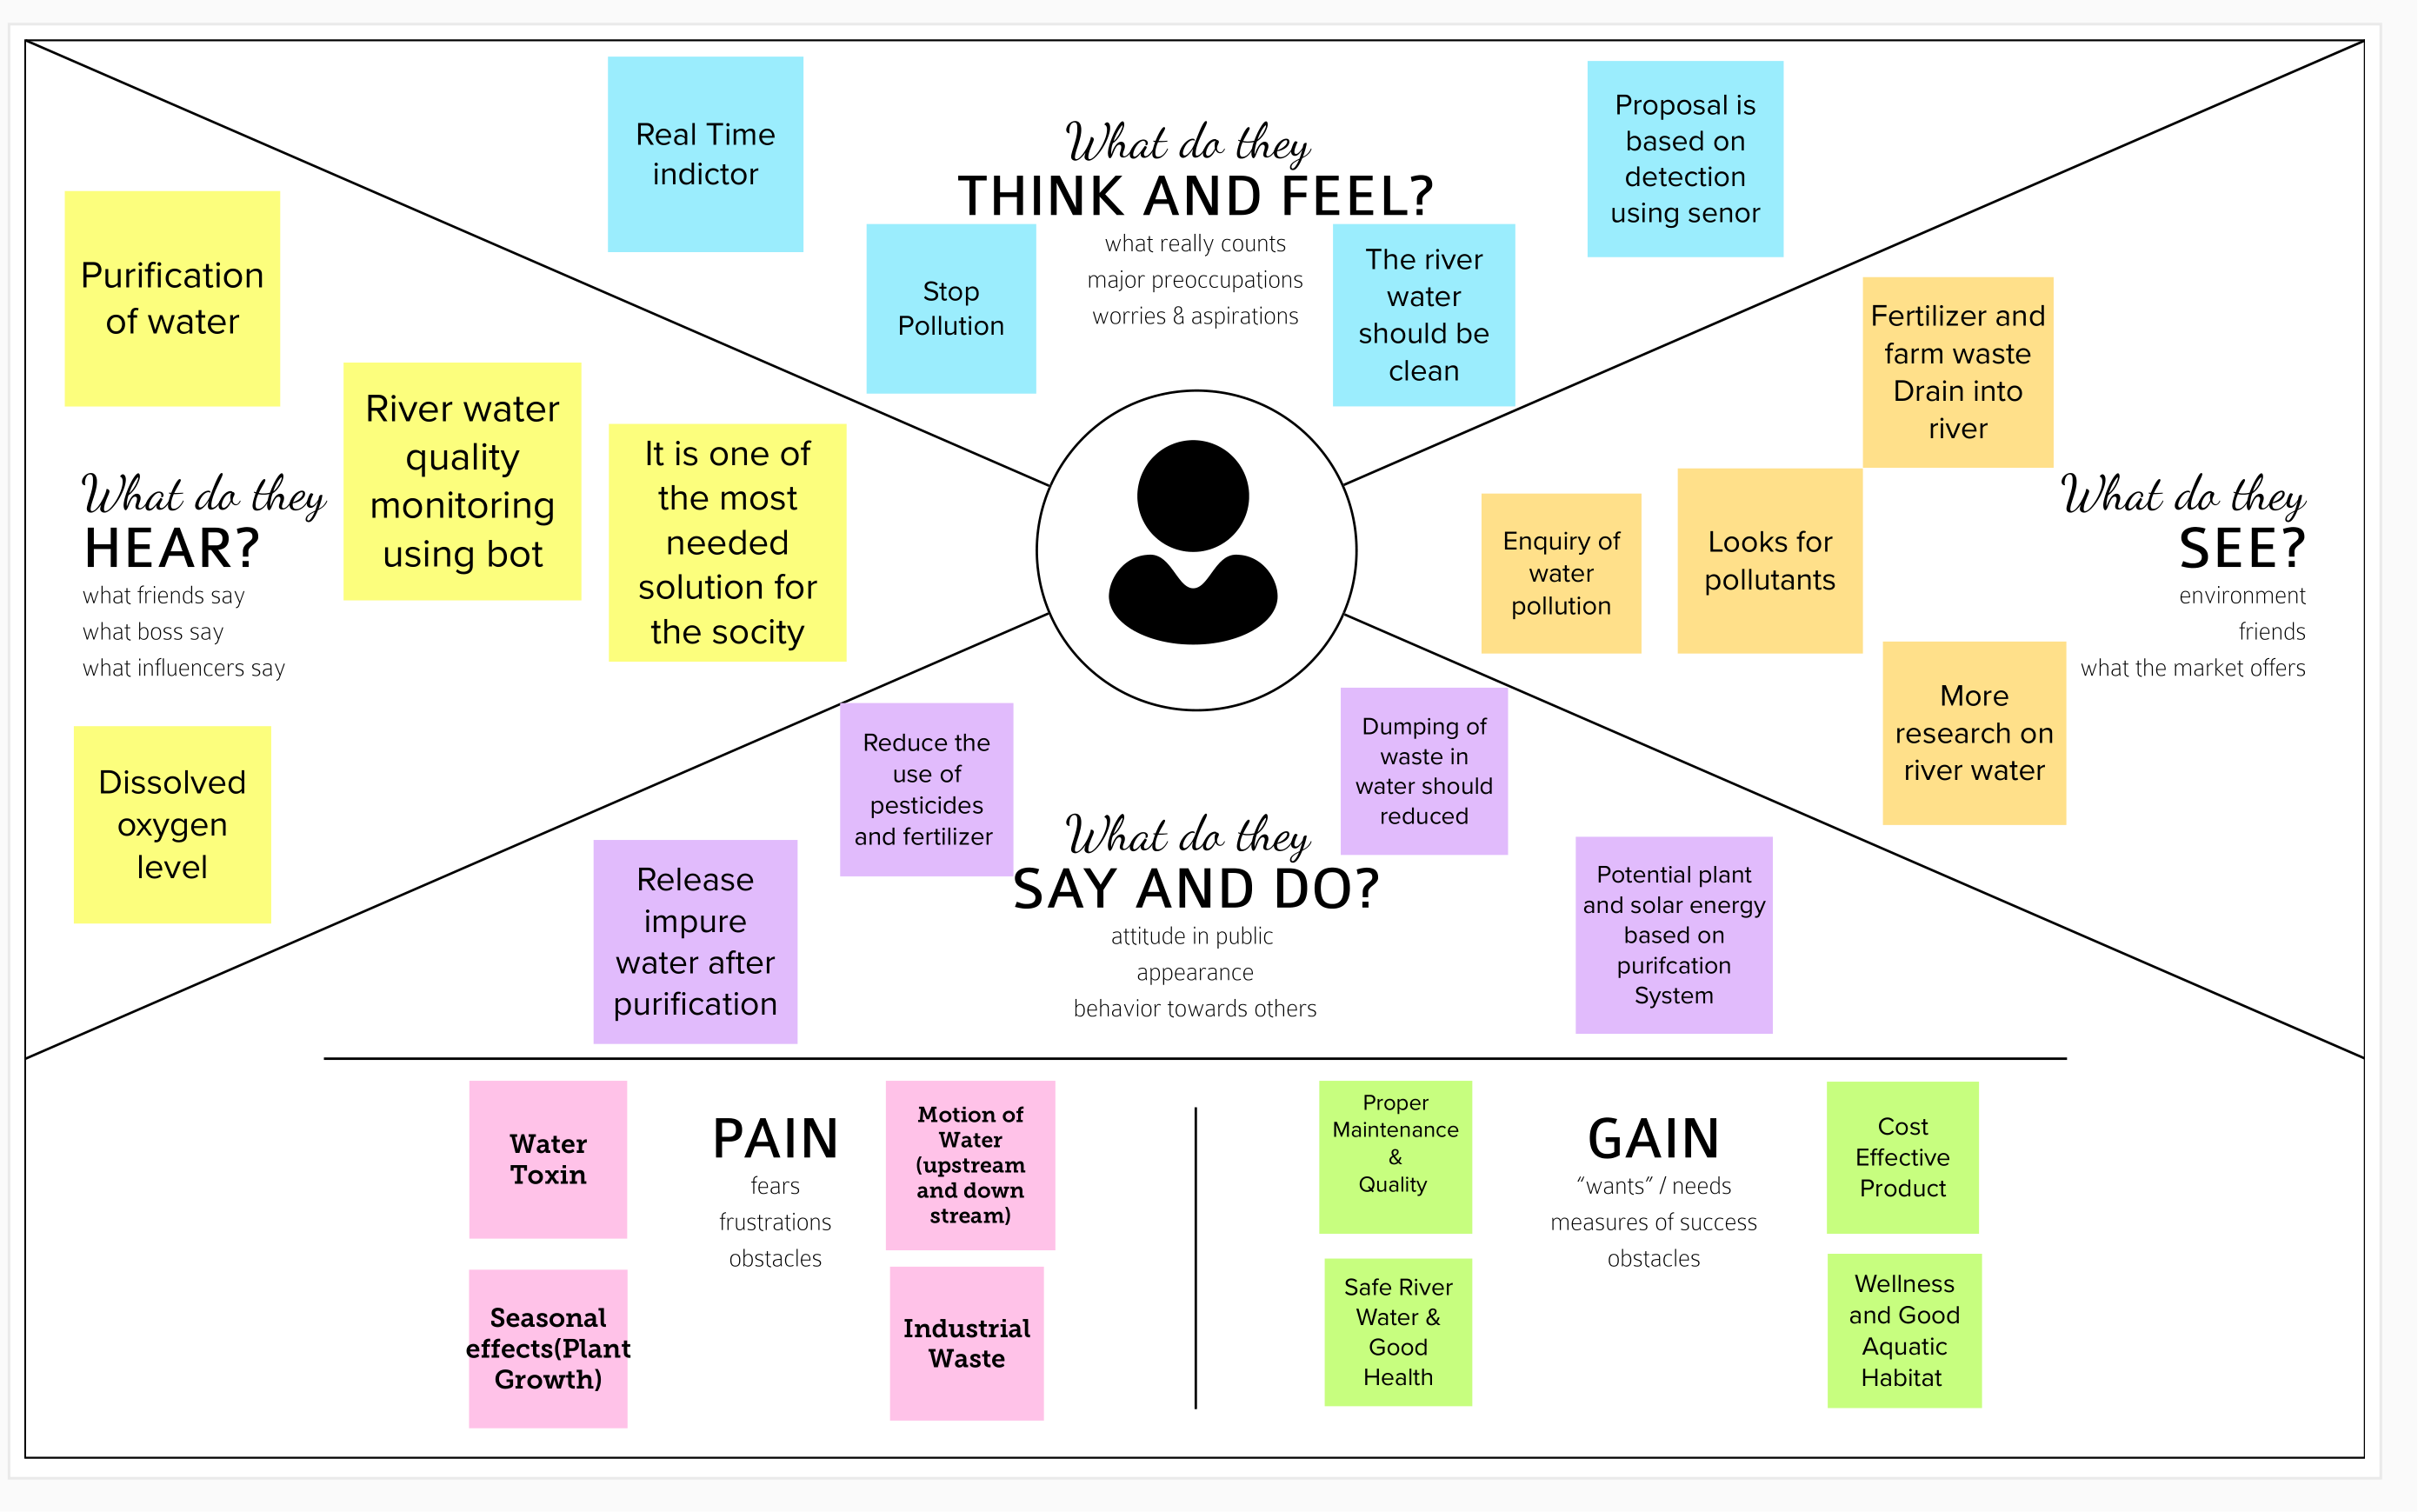 What do they
THINK AND FEEL?
what really counts
major preoccupations
worries & aspirations
Real Time
indictor
Stop
Pollution
The river
water
should be
clean
Proposal is
based on
detection
using senor
What do they
HEAR?
what friends say
what boss say
what influencers say
Purification
of water
River water
quality
monitoring
using bot
It is one of
the most
needed
solution for
the socity
Dissolved
oxygen
level
What do they
SEE?
environment
friends
what the market offers
Fertilizer and
farm waste
Drain into
river
Enquiry of
water
pollution
Looks for
pollutants
More
research on
river water
What do they
SAY AND DO?
attitude in public
appearance
behavior towards others
Reduce the
use of
pesticides
and fertilizer
Dumping of
waste in
water should
reduced
Release
impure
water after
purification
Potential plant
and solar energy
based on
purifcation
System
PAIN
fears
frustrations
obstacles
Water
Toxin
Motion of
Water
(upstream
and down
stream)
Seasonal
effects(Plant
Growth)
Industrial
Waste
GAIN
“wants” / needs
measures of success
obstacles
Proper
Maintenance
&
Quality
Cost
Effective
Product
Safe River
Water &
Good
Health
Wellness
and Good
Aquatic
Habitat